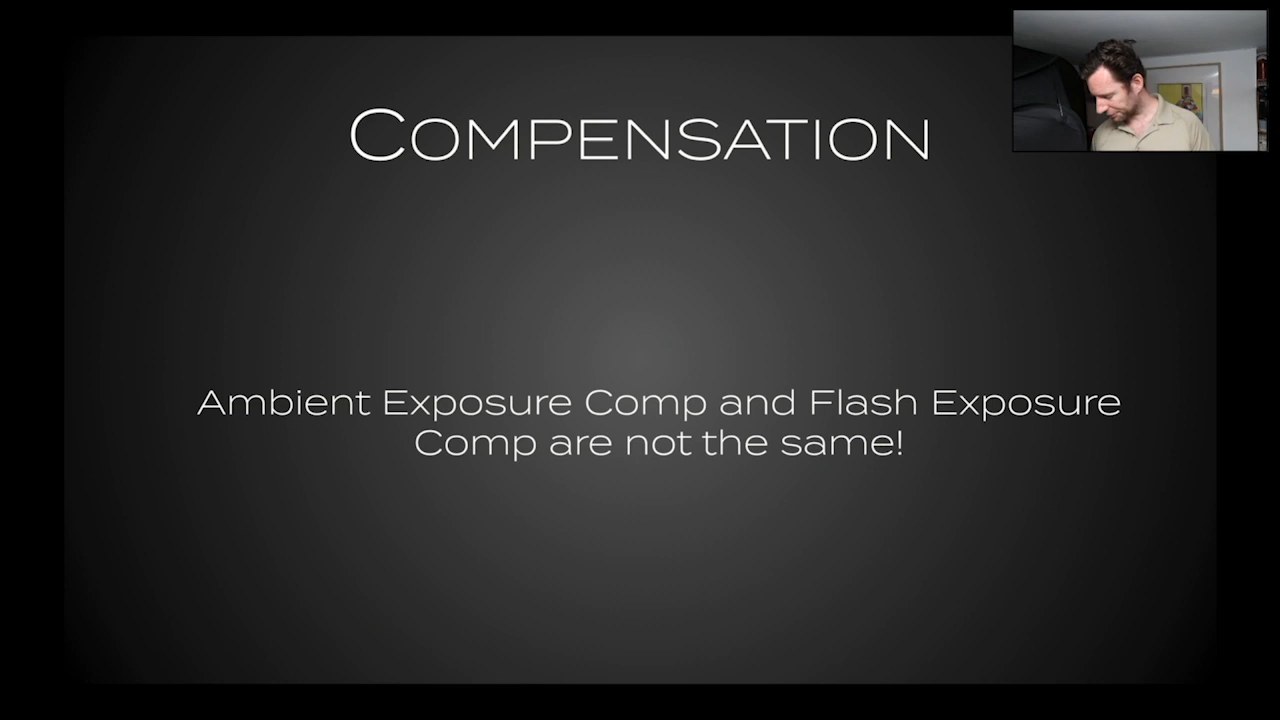 COMPENSATION
Ambient Exposure Comp and Flash Exposure
Comp are not the same!